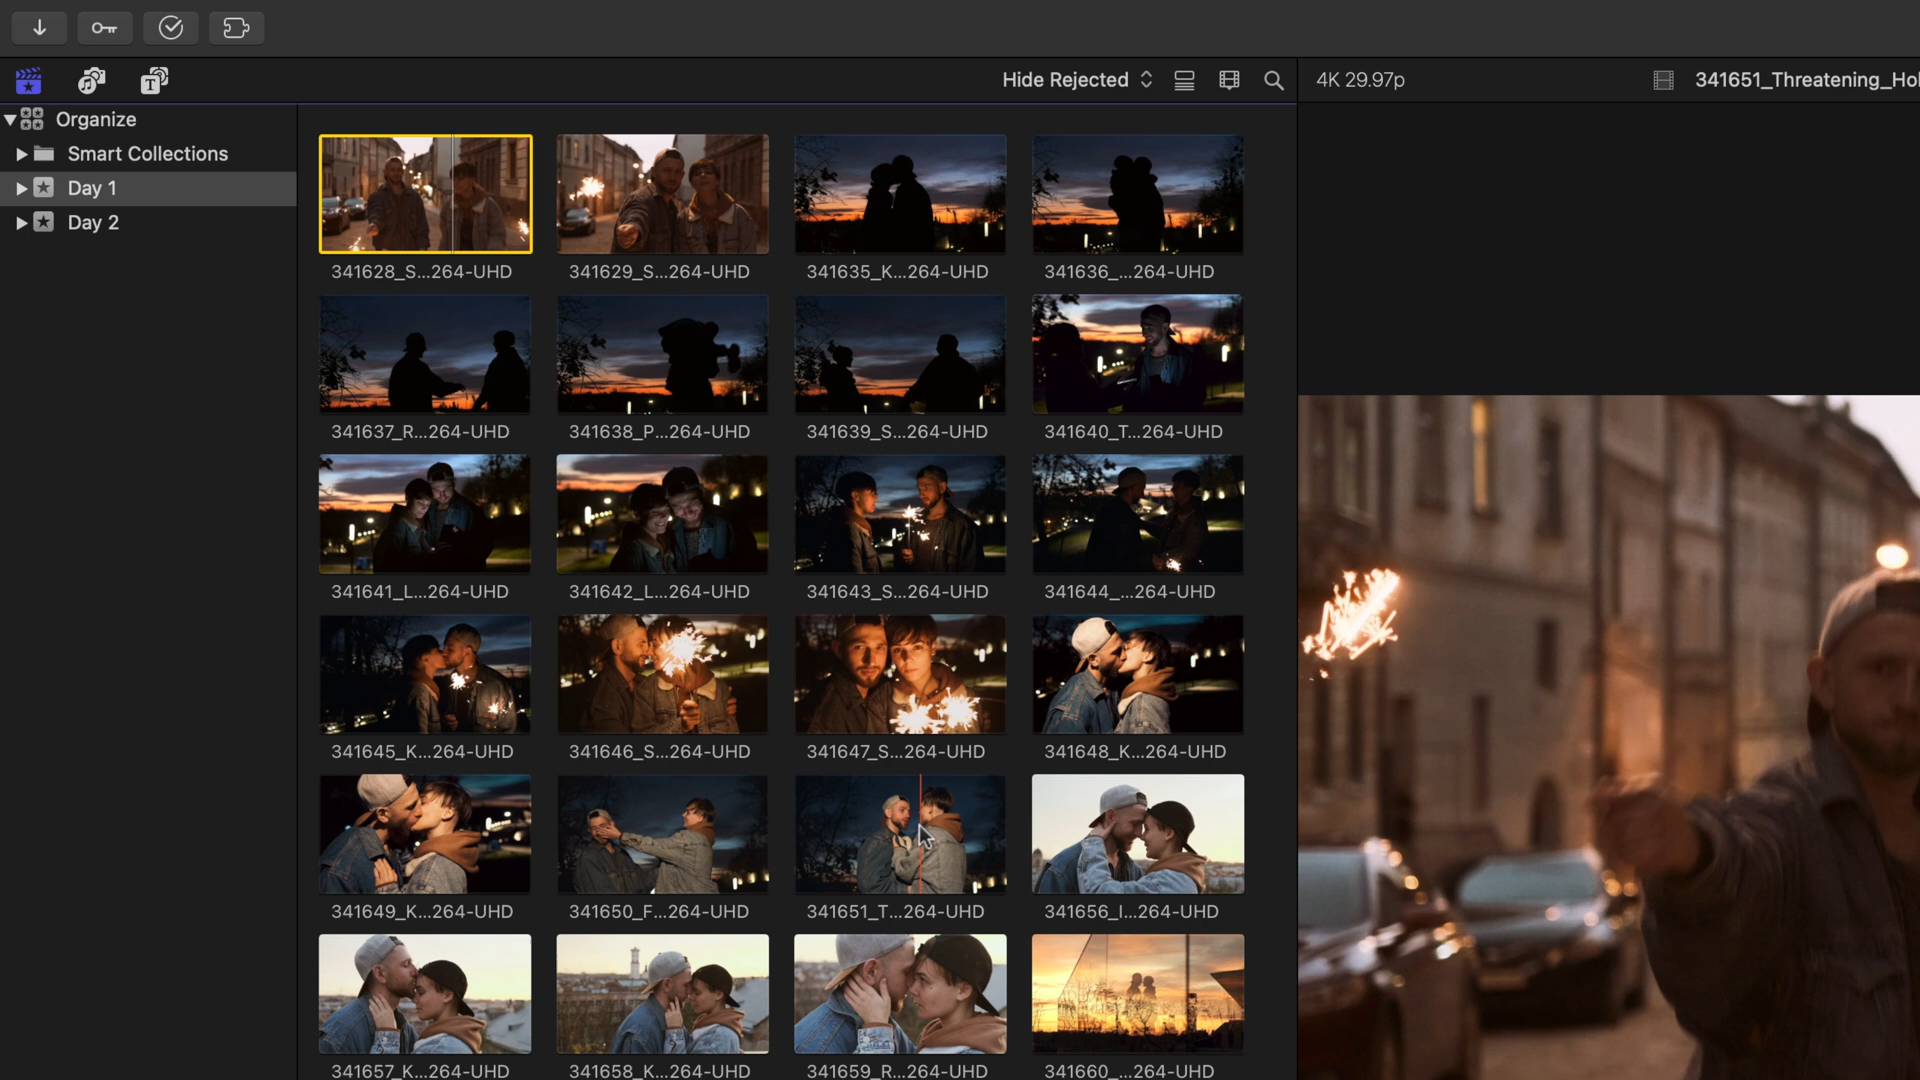 Hide Rejected
4K 29.97p
341651_Threatening_Hol
Organize
Smart Collections
Day 1
Day 2
341628_S...264-UHD
341629_S...264-UHD
341635_K...264-UHD
341636_...264-UHD
341637_R...264-UHD
341638_P...264-UHD
341639_S...264-UHD
341640_T...264-UHD
341641_L...264-UHD
341642_L...264-UHD
341643_S...264-UHD
341644_...264-UHD
341645_K...264-UHD
341646_S...264-UHD
341647_S...264-UHD
341648_K...264-UHD
341649_K...264-UHD
341650_F...264-UHD
341651_T...264-UHD
341656_I...264-UHD
341657_K...264-UHD
341658_K...264-UHD
341659_R...264-UHD
341660_...264-UHD